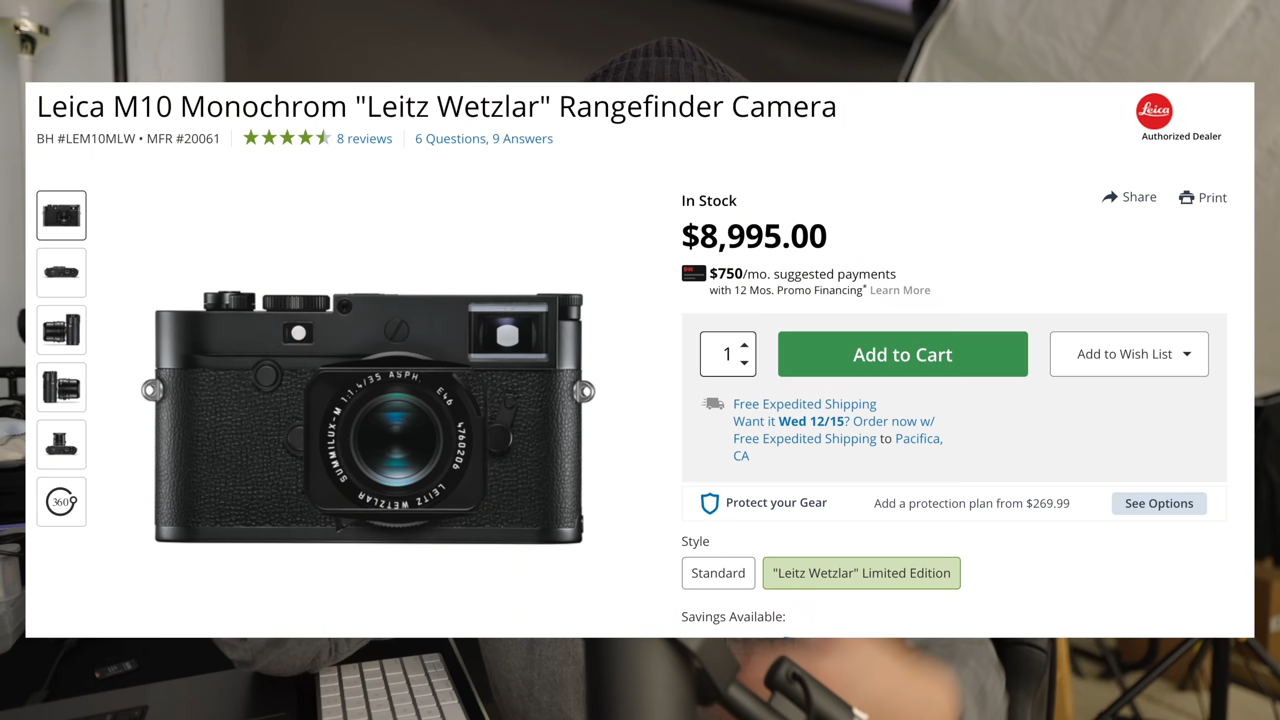 Leica M10 Monochrom "Leitz Wetzlar" Rangefinder Camera
BH #LEM10MLW • MFR #20061
8 reviews
6 Questions, 9 Answers
Leica
Authorized Dealer
In Stock
Share
Print
$8,995.00
$750/mo. suggested payments
with 12 Mos. Promo Financing* Learn More
1
Add to Cart
Add to Wish List
Free Expedited Shipping
Want it Wed 12/15? Order now w/
Free Expedited Shipping to Pacifica,
CA
Protect your Gear
Add a protection plan from $269.99
See Options
Style
Standard
"Leitz Wetzlar" Limited Edition
Savings Available:
360
SUMMILUX-M 1:1.4/35 ASPH. E46 4760206 LEITZ WETZLAR